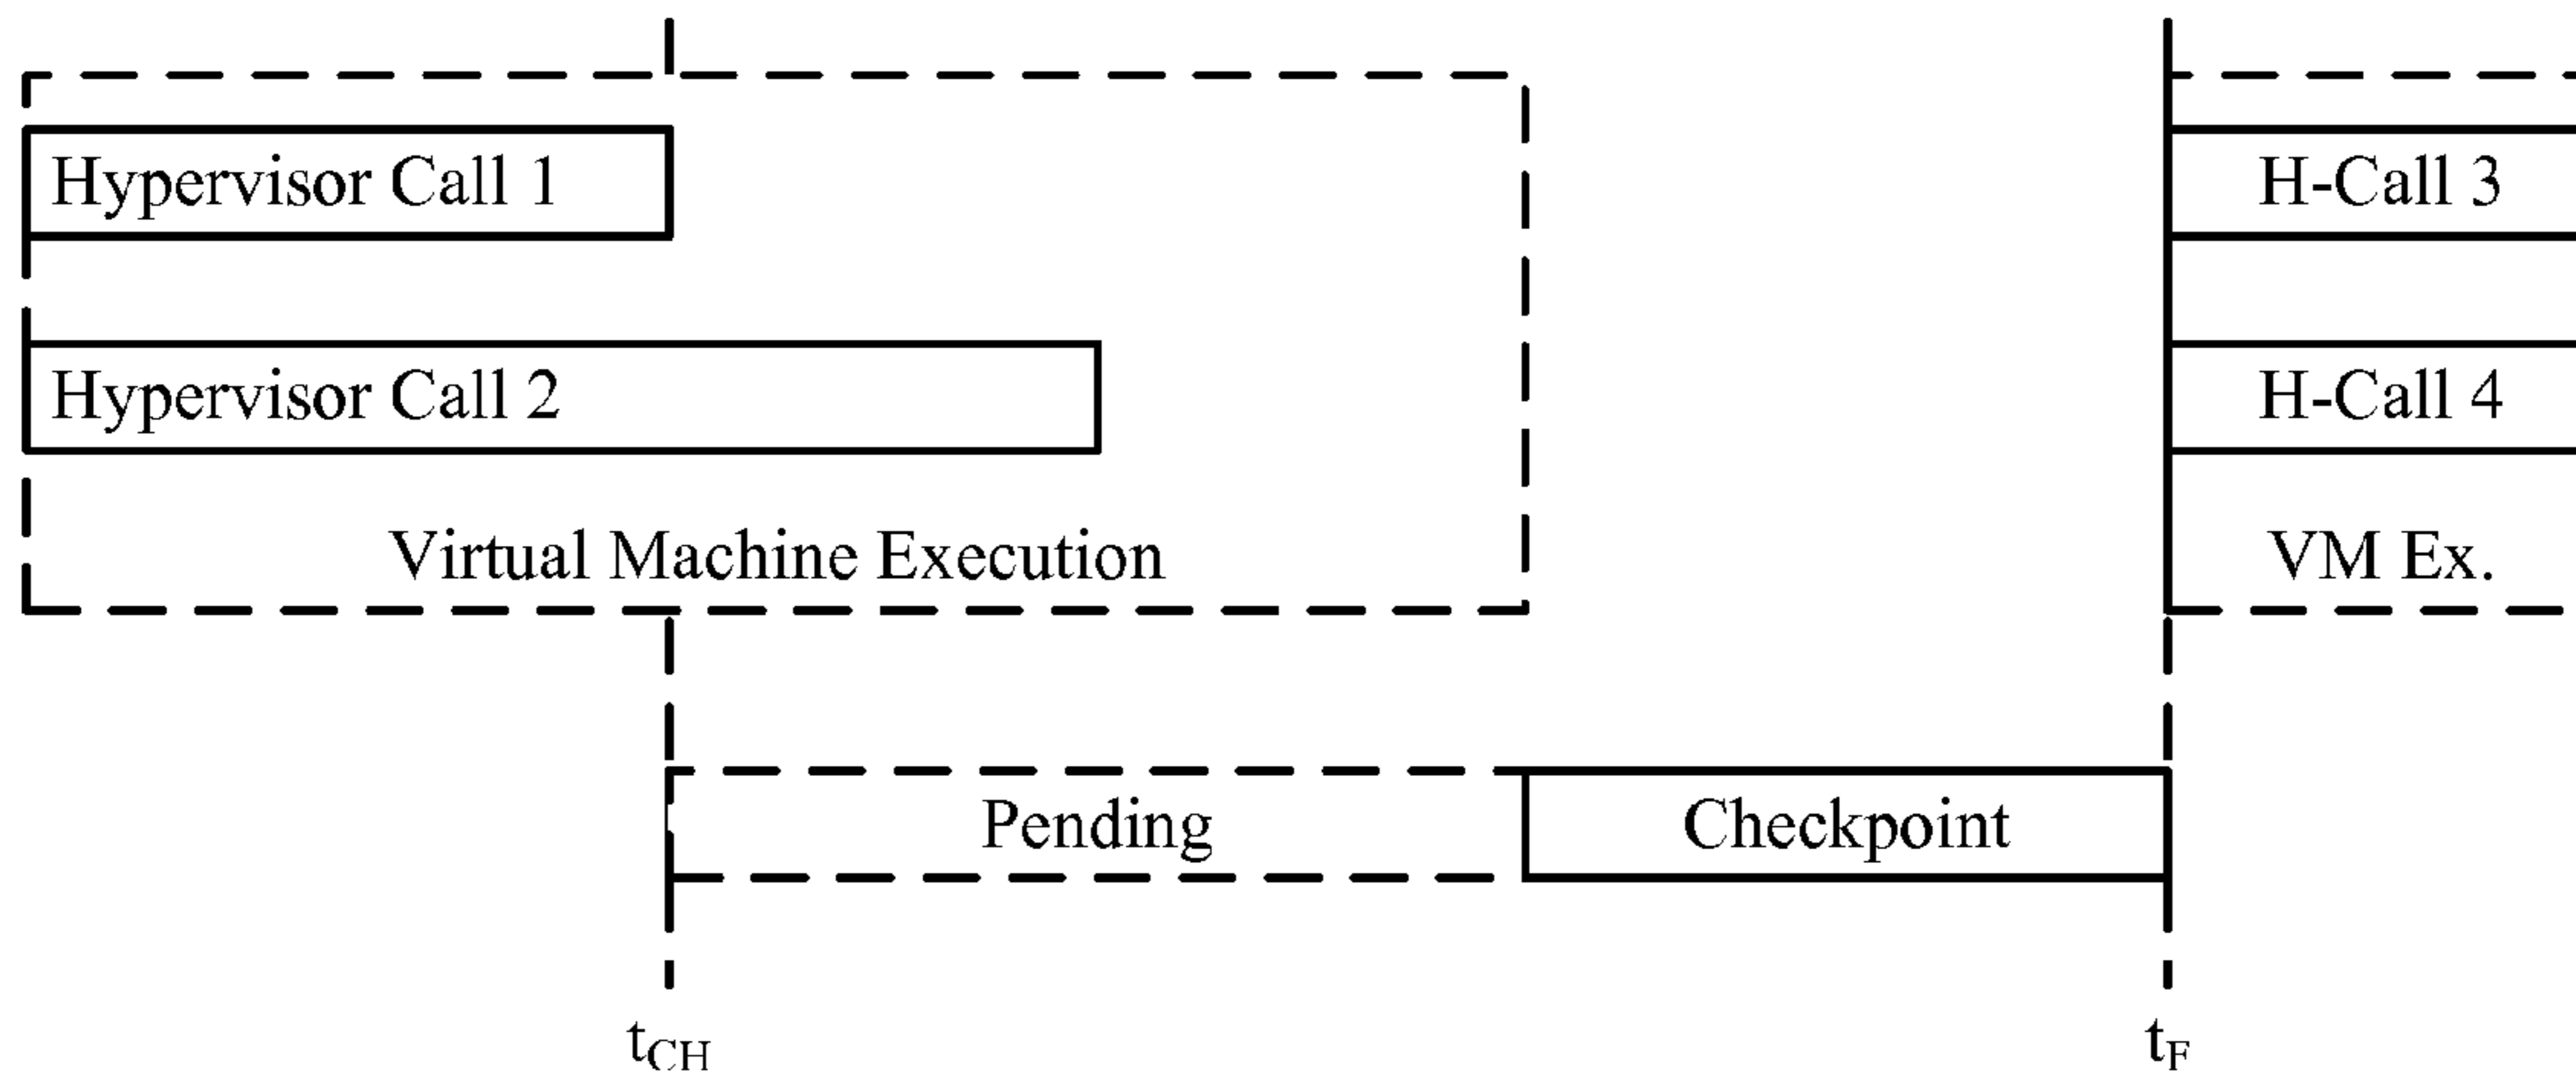 Hypervisor Call 1
H-Call 3
Hypervisor Call 2
H-Call 4
Virtual Machine Execution
VM Ex.
Pending
Checkpoint
tCH
tF